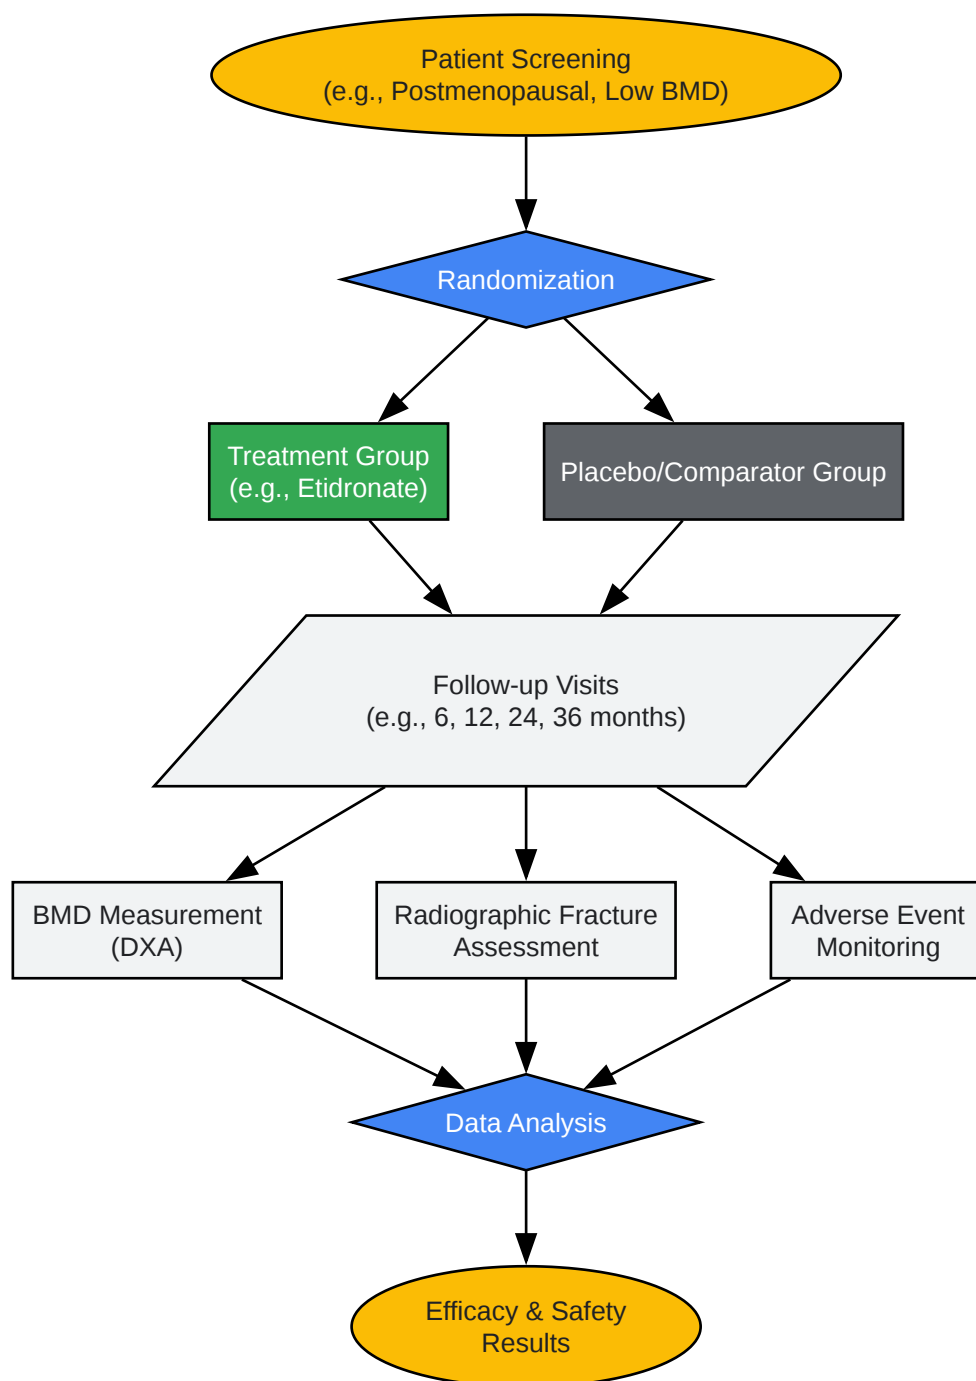 Patient Screening
(e.g., Postmenopausal, Low BMD)
Randomization
Treatment Group
(e.g., Etidronate)
Placebo/Comparator Group
Follow-up Visits
(e.g., 6, 12, 24, 36 months)
BMD Measurement
(DXA)
Radiographic Fracture
Assessment
Adverse Event
Monitoring
Data Analysis
Efficacy & Safety
Results